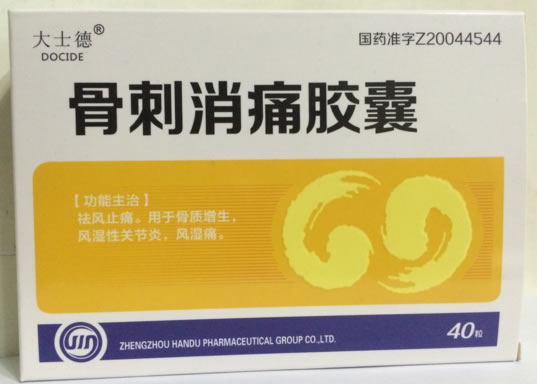 大士德®
DOCIDE
国药准字Z20044544
骨刺消痛胶囊
【功能主治】
祛风止痛。用于骨质增生，
风湿性关节炎，风湿痛。
ZHENGZHOU HANDU PHARMACEUTICAL GROUP CO.,LTD.
40粒